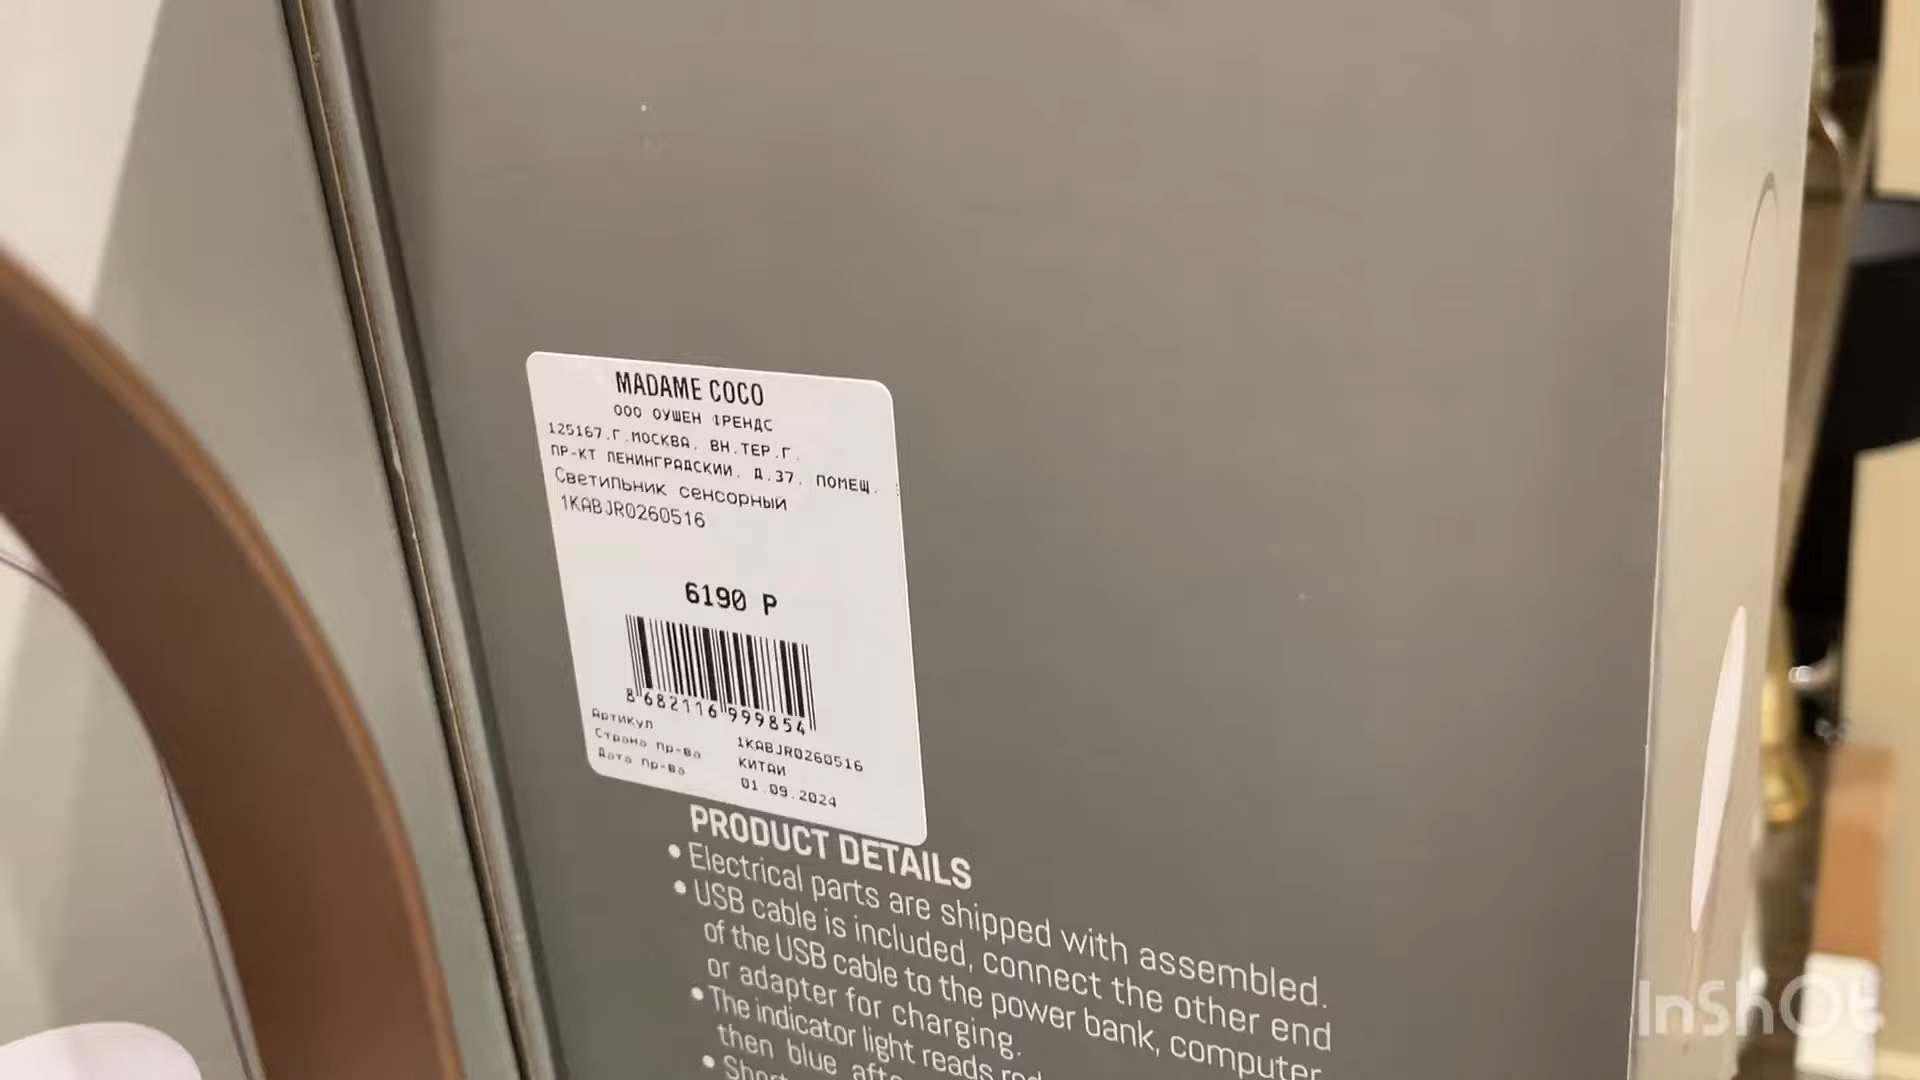 MADAME COCO
ООО ОУШЕН ФРЕНДС
125167.Г.МОСКВА. ВН.ТЕР.Г.
ПР-КТ ЛЕНИНГРАДСКИЙ. Д.37. ПОМЕЩ.
Светильник сенсорный
1KABJR0260516
6190 Р
8 682116 999854
Артикул 1KABJR0260516
Страна пр-ва КИТАЙ
Дата пр-ва 01.09.2024
PRODUCT DETAILS
• Electrical parts are shipped with assembled.
• USB cable is included, connect the other end
of the USB cable to the power bank, computer
or adapter for charging.
• The indicator light reads red
then blue
InShOt